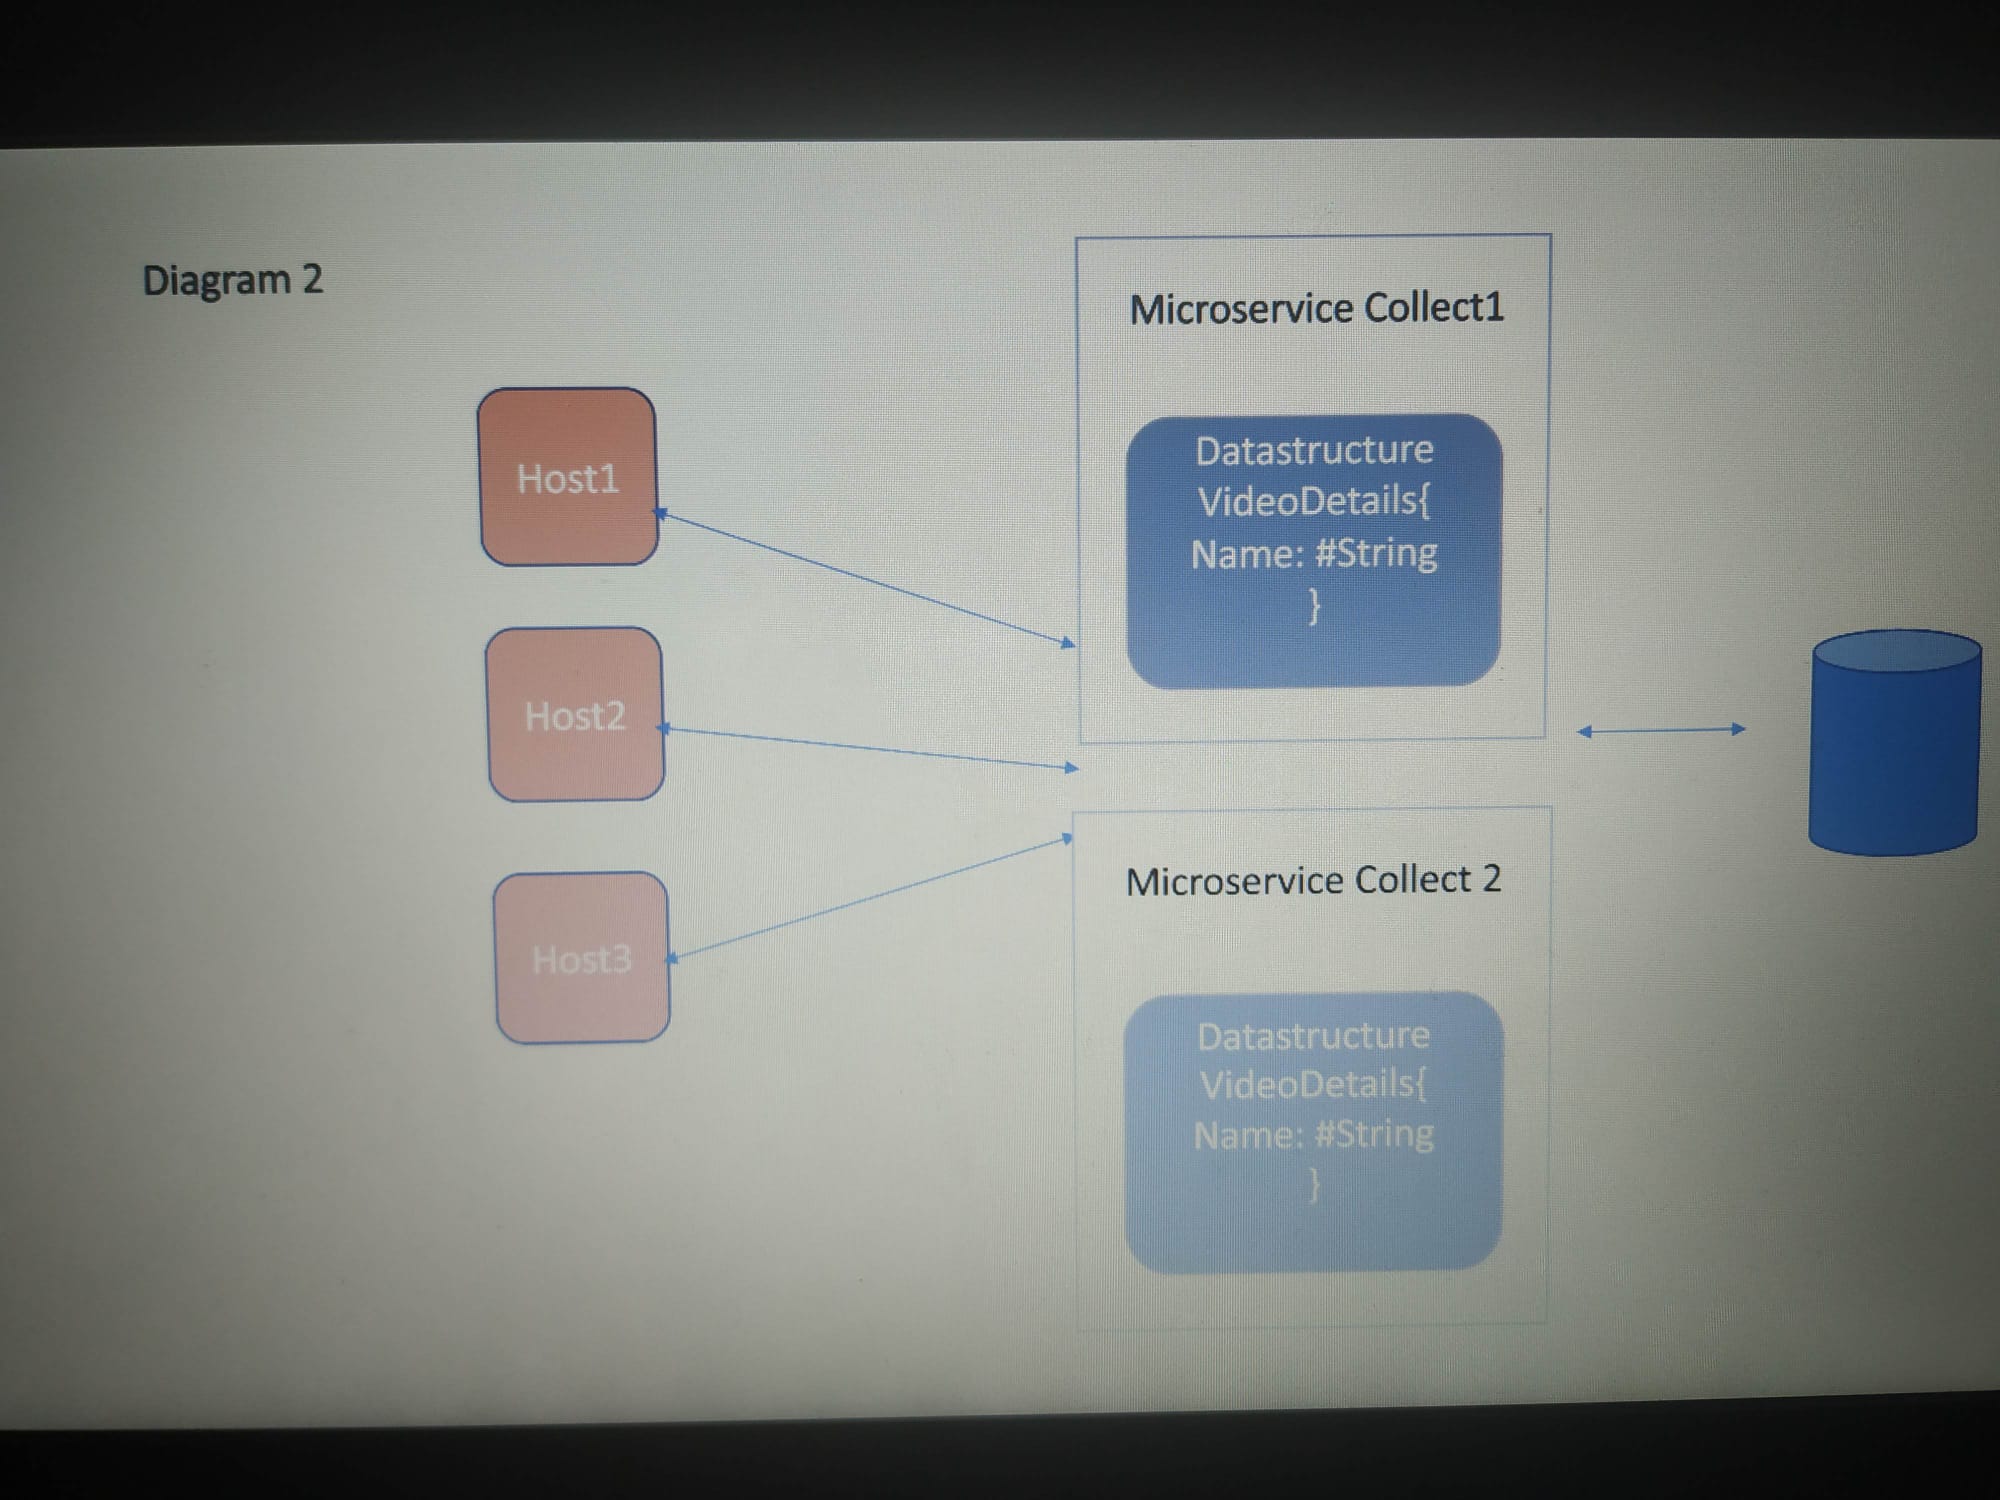 Diagram 2
Host1
Host2
Host3
Microservice Collect1
Datastructure
VideoDetails{
Name: #String
}
Microservice Collect 2
Datastructure
VideoDetails{
Name: #String
}